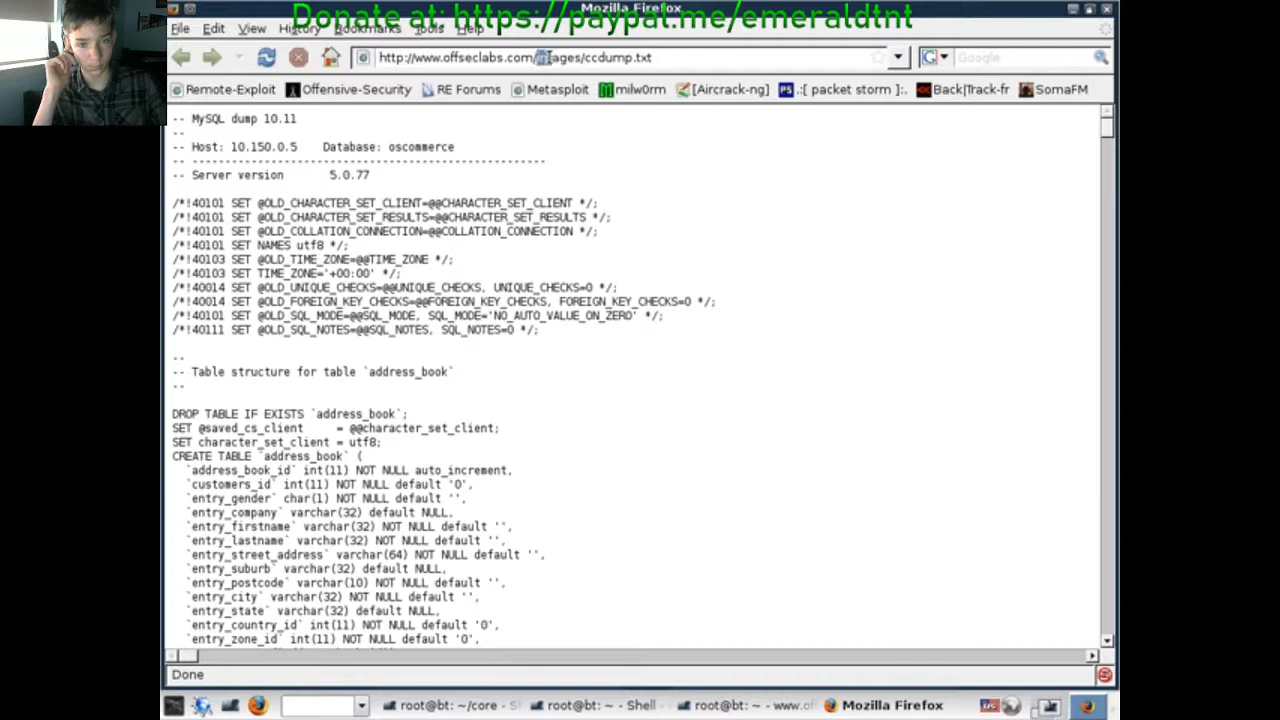 Mozilla Firefox
Donate at: https://paypal.me/emeraldtnt
File Edit View History Bookmarks Tools Help
http://www.offseclabs.com/images/ccdump.txt
Google
Remote-Exploit Offensive-Security RE Forums Metasploit milw0rm [Aircrack-ng] .:[ packet storm ]:. Back|Track-fr SomaFM
-- MySQL dump 10.11
--
-- Host: 10.150.0.5    Database: oscommerce
-- ------------------------------------------------------
-- Server version       5.0.77
/*!40101 SET @OLD_CHARACTER_SET_CLIENT=@@CHARACTER_SET_CLIENT */;
/*!40101 SET @OLD_CHARACTER_SET_RESULTS=@@CHARACTER_SET_RESULTS */;
/*!40101 SET @OLD_COLLATION_CONNECTION=@@COLLATION_CONNECTION */;
/*!40101 SET NAMES utf8 */;
/*!40103 SET @OLD_TIME_ZONE=@@TIME_ZONE */;
/*!40103 SET TIME_ZONE='+00:00' */;
/*!40014 SET @OLD_UNIQUE_CHECKS=@@UNIQUE_CHECKS, UNIQUE_CHECKS=0 */;
/*!40014 SET @OLD_FOREIGN_KEY_CHECKS=@@FOREIGN_KEY_CHECKS, FOREIGN_KEY_CHECKS=0 */;
/*!40101 SET @OLD_SQL_MODE=@@SQL_MODE, SQL_MODE='NO_AUTO_VALUE_ON_ZERO' */;
/*!40111 SET @OLD_SQL_NOTES=@@SQL_NOTES, SQL_NOTES=0 */;
--
-- Table structure for table `address_book`
--
DROP TABLE IF EXISTS `address_book`;
SET @saved_cs_client     = @@character_set_client;
SET character_set_client = utf8;
CREATE TABLE `address_book` (
`address_book_id` int(11) NOT NULL auto_increment,
`customers_id` int(11) NOT NULL default '0',
`entry_gender` char(1) NOT NULL default '',
`entry_company` varchar(32) default NULL,
`entry_firstname` varchar(32) NOT NULL default '',
`entry_lastname` varchar(32) NOT NULL default '',
`entry_street_address` varchar(64) NOT NULL default '',
`entry_suburb` varchar(32) default NULL,
`entry_postcode` varchar(10) NOT NULL default '',
`entry_city` varchar(32) NOT NULL default '',
`entry_state` varchar(32) default NULL,
`entry_country_id` int(11) NOT NULL default '0',
`entry_zone_id` int(11) NOT NULL default '0',
Done
root@bt: ~/core - S root@bt: ~ - Shell root@bt: ~ - www.of Mozilla Firefox US